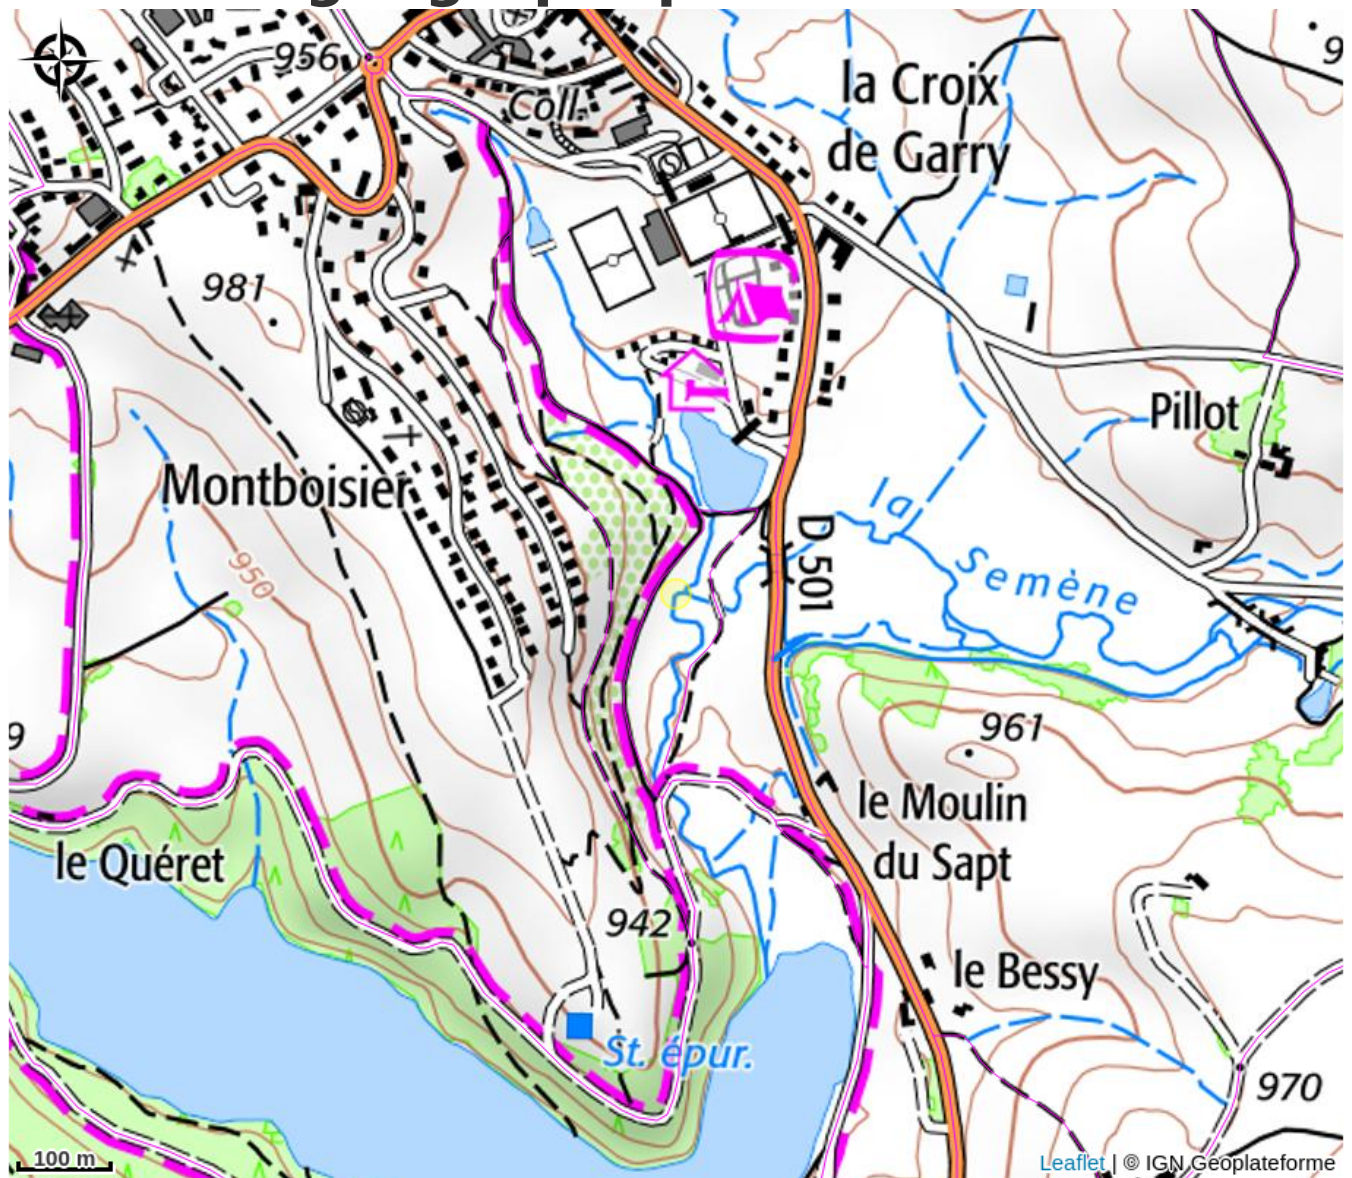 956
Coll.
la Croix
de Garry
981
Pillot
Montboisier
950
D 501
la
Semène
961
le Moulin
du Sapt
le Quéret
942
le Bessy
St. épur.
970
100 m
Leaflet | © IGN Geoplateforme